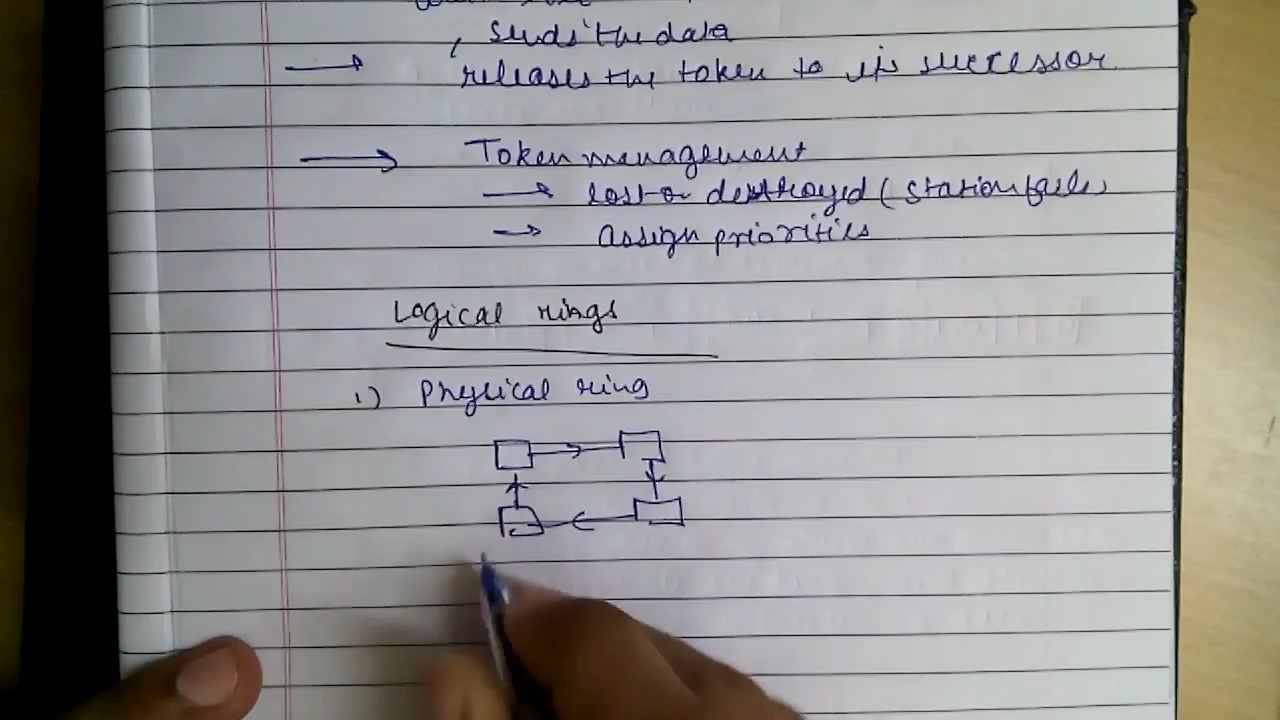 sends the data
releases the token to its successor
Token management
lost or destroyed (station fails)
assign priorities
Logical rings
1) Physical ring